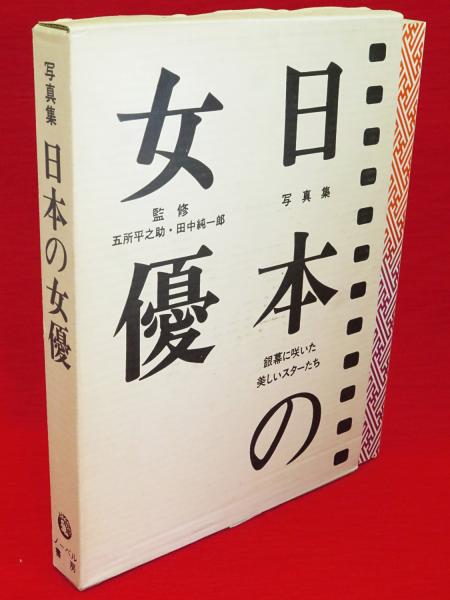 写真集 日本の女優
ノーベル
書房
日本の
写真集
銀幕に咲いた
美しいスターたち
女優
監修
五所平之助・田中純一郎